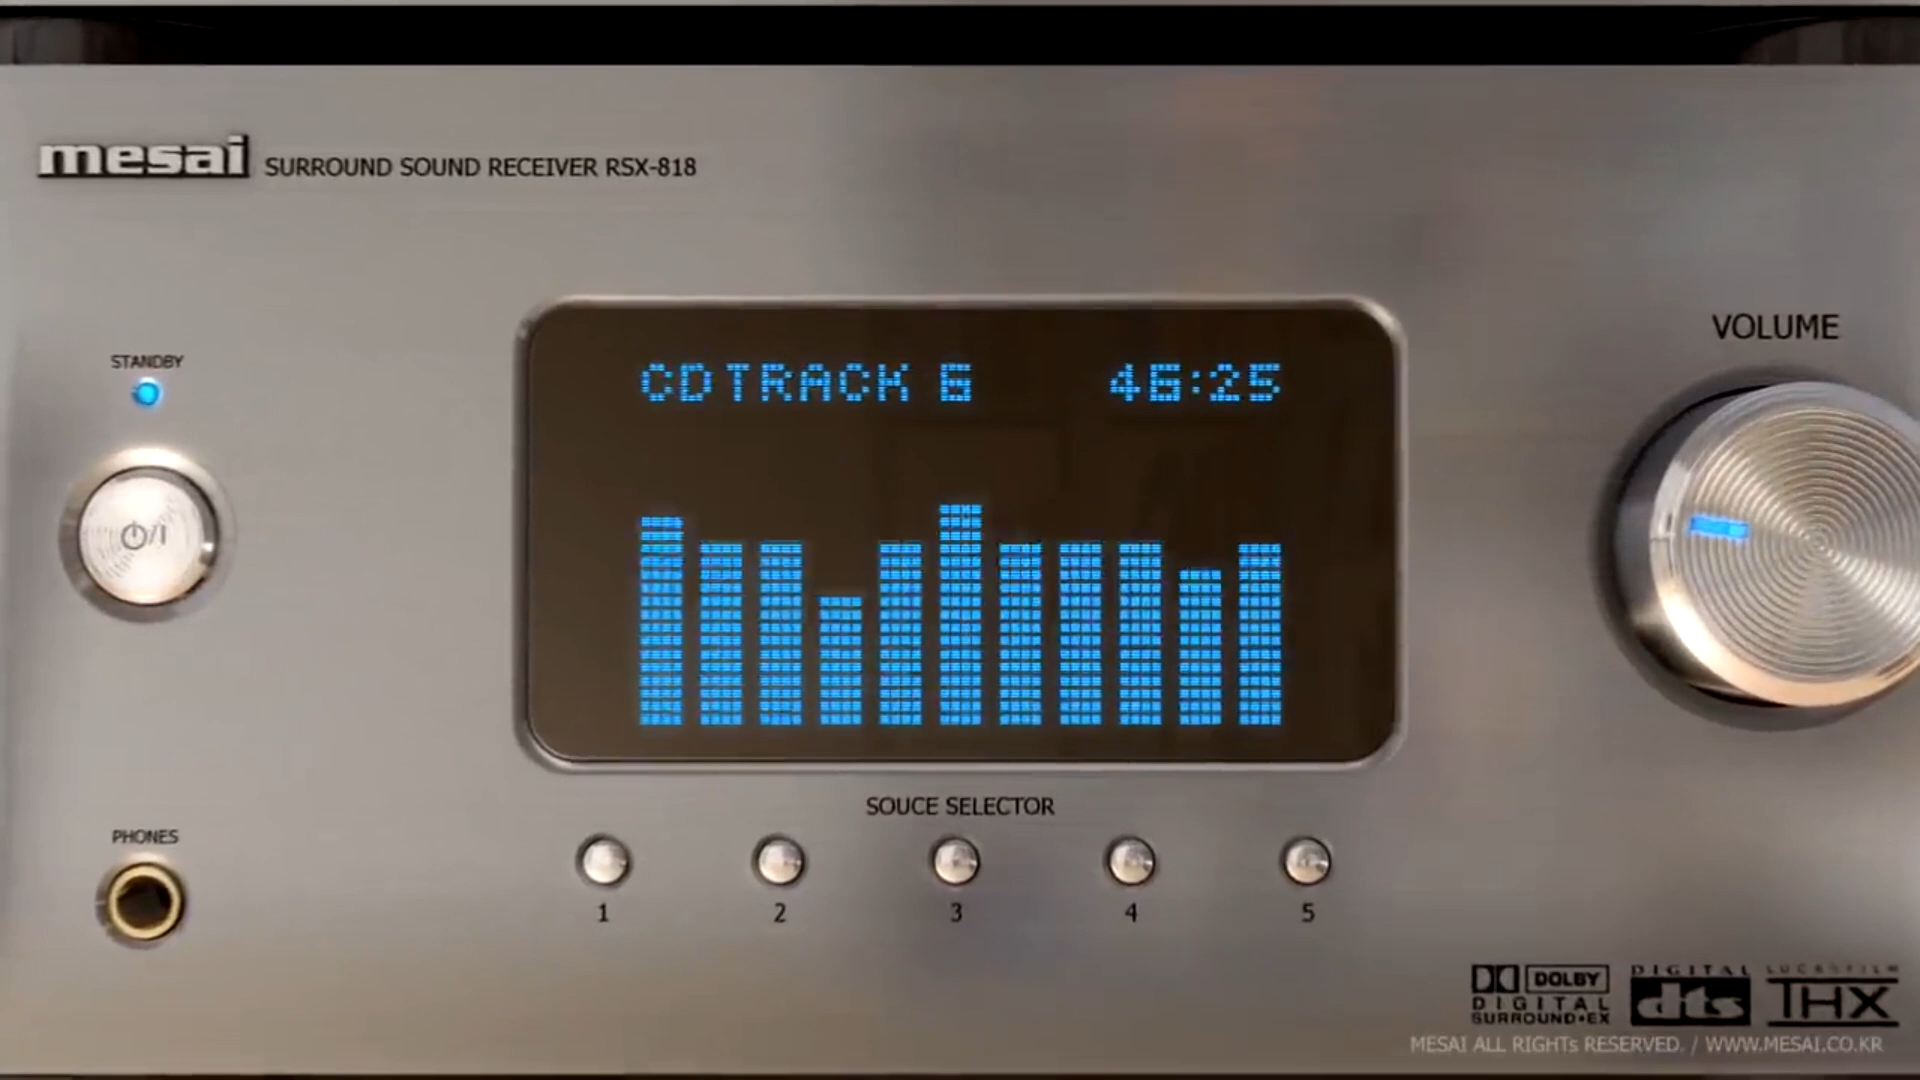 mesai SURROUND SOUND RECEIVER RSX-818
VOLUME
STANDBY
CDTRACK 6 46:25
PHONES
SOUCE SELECTOR
1 2 3 4 5
DOLBY
DIGITAL
SURROUND•EX
DIGITAL
dts
LUCASFILM
THX
MESAI ALL RIGHTs RESERVED. / WWW.MESAI.CO.KR